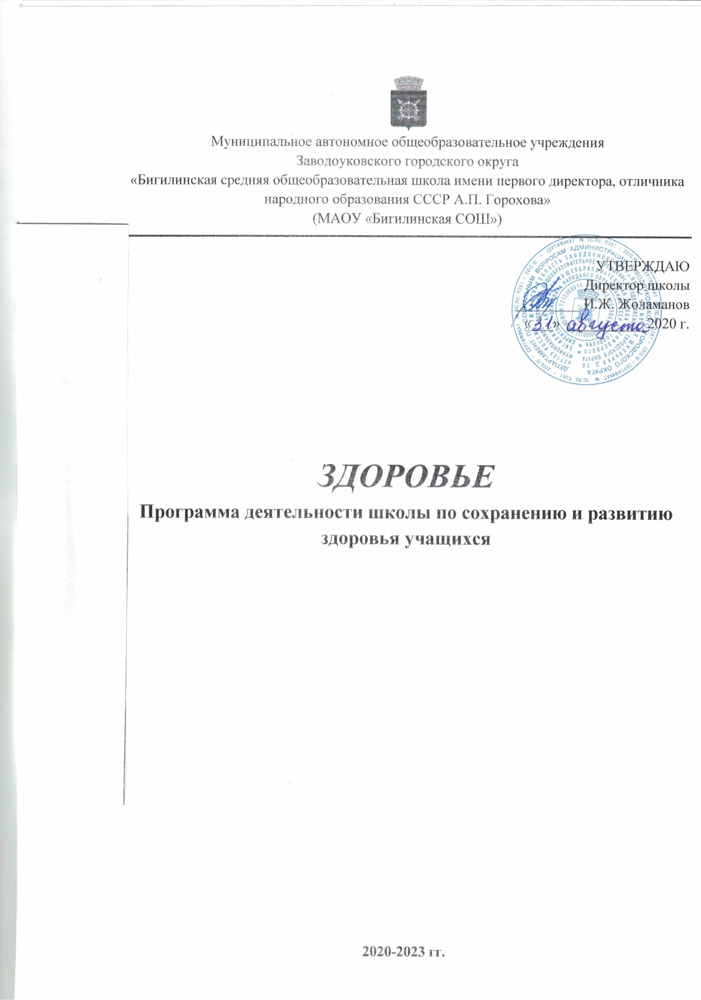 Муниципальное автономное общеобразовательное учреждения
Заводоуковского городского округа
«Бигилинская средняя общеобразовательная школа имени первого директора, отличника
народного образования СССР А.П. Горохова»
(МАОУ «Бигилинская СОШ»)
УТВЕРЖДАЮ
Директор школы
И.Ж. Жоламанов
«31» августа 2020 г.
ЗДОРОВЬЕ
Программа деятельности школы по сохранению и развитию
здоровья учащихся
2020-2023 гг.